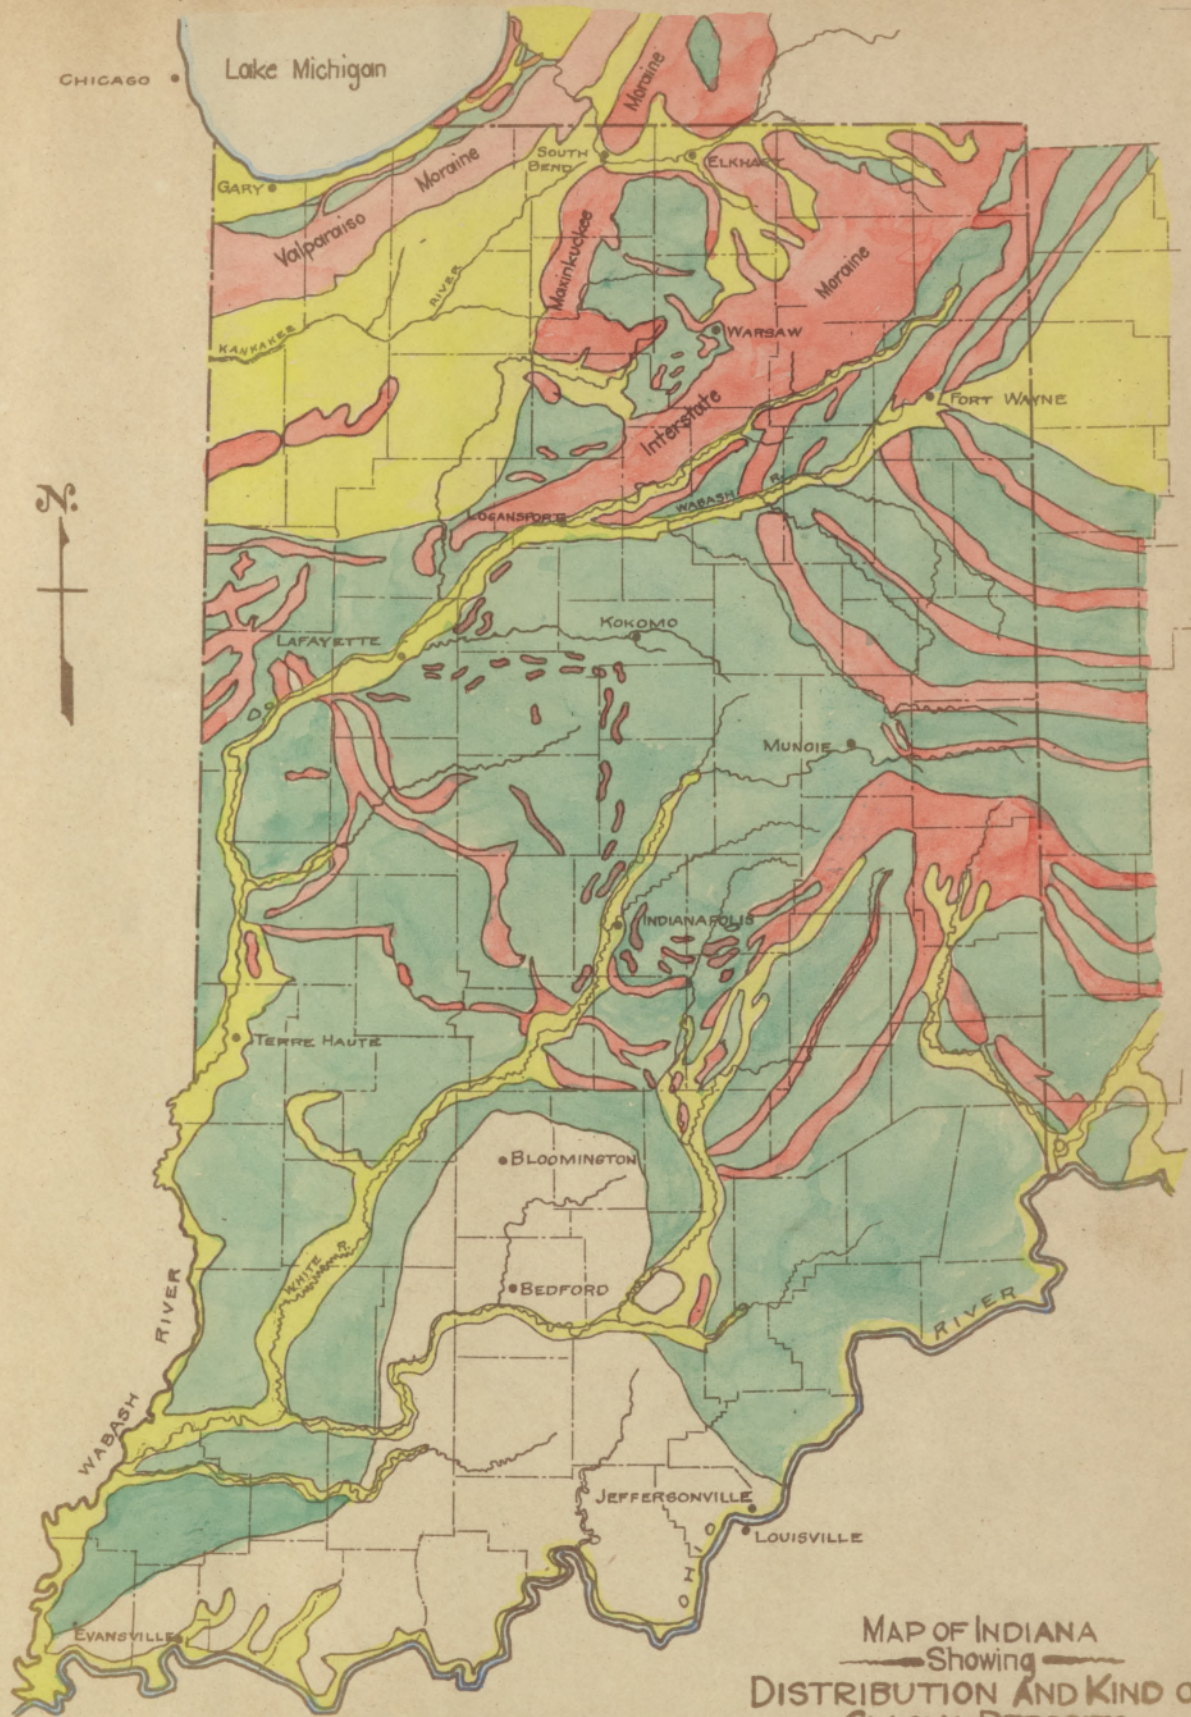 Lake Michigan
CHICAGO
Moraine
SOUTH
BEND
ELKHART
GARY
Valparaiso Moraine
Maxinkuckee
Moraine
KANKAKEE RIVER
WARSAW
Interstate
FORT WAYNE
WABASH R.
LOGANSPORT
N.
KOKOMO
LAFAYETTE
MUNCIE
INDIANAPOLIS
TERRE HAUTE
BLOOMINGTON
WHITE R.
BEDFORD
WABASH RIVER
RIVER
OHIO
JEFFERSONVILLE
LOUISVILLE
EVANSVILLE
MAP OF INDIANA
Showing
DISTRIBUTION AND KIND O